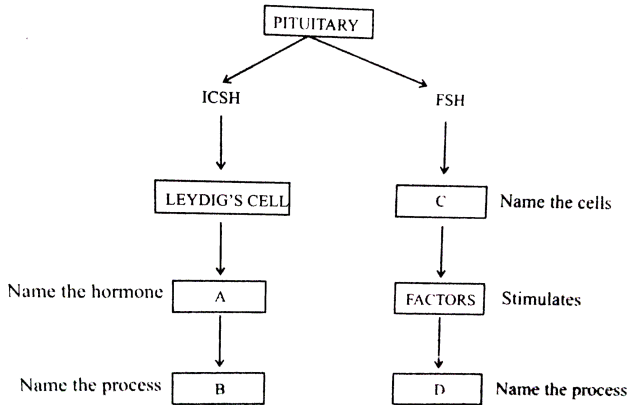 PITUITARY
ICSH
FSH
LEYDIG'S CELL
C
Name the cells
Name the hormone
A
FACTORS
Stimulates
Name the process
B
D
Name the process